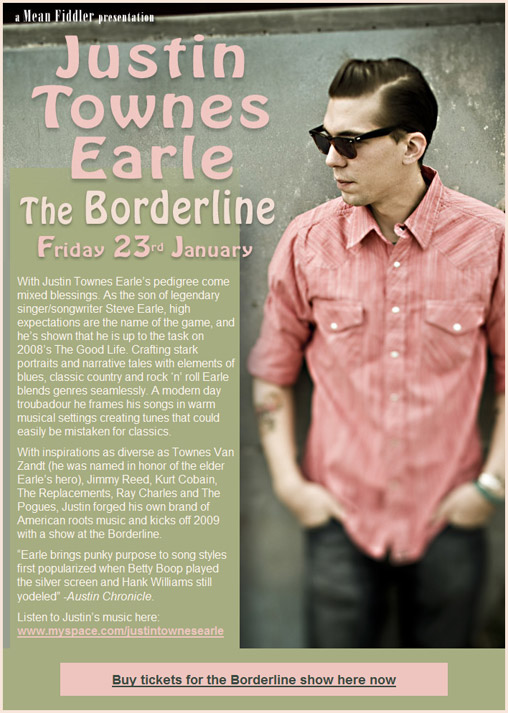 a Mean Fiddler presentation
Justin
Townes
Earle
The Borderline
Friday 23rd January
With Justin Townes Earle's pedigree come
mixed blessings. As the son of legendary
singer/songwriter Steve Earle, high
expectations are the name of the game, and
he's shown that he is up to the task on
2008's The Good Life. Crafting stark
portraits and narrative tales with elements of
blues, classic country and rock 'n' roll Earle
blends genres seamlessly. A modern day
troubadour he frames his songs in warm
musical settings creating tunes that could
easily be mistaken for classics.
With inspirations as diverse as Townes Van
Zandt (he was named in honor of the elder
Earle's hero), Jimmy Reed, Kurt Cobain,
The Replacements, Ray Charles and The
Pogues, Justin forged his own brand of
American roots music and kicks off 2009
with a show at the Borderline.
"Earle brings punky purpose to song styles
first popularized when Betty Boop played
the silver screen and Hank Williams still
yodeled" -Austin Chronicle.
Listen to Justin's music here:
www.myspace.com/justintownesearle
Buy tickets for the Borderline show here now